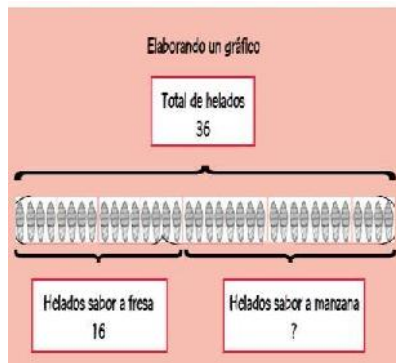 Elaborando un gráfico
Total de helados
36
Helados sabor a fresa
16
Helados sabor a manzana
?